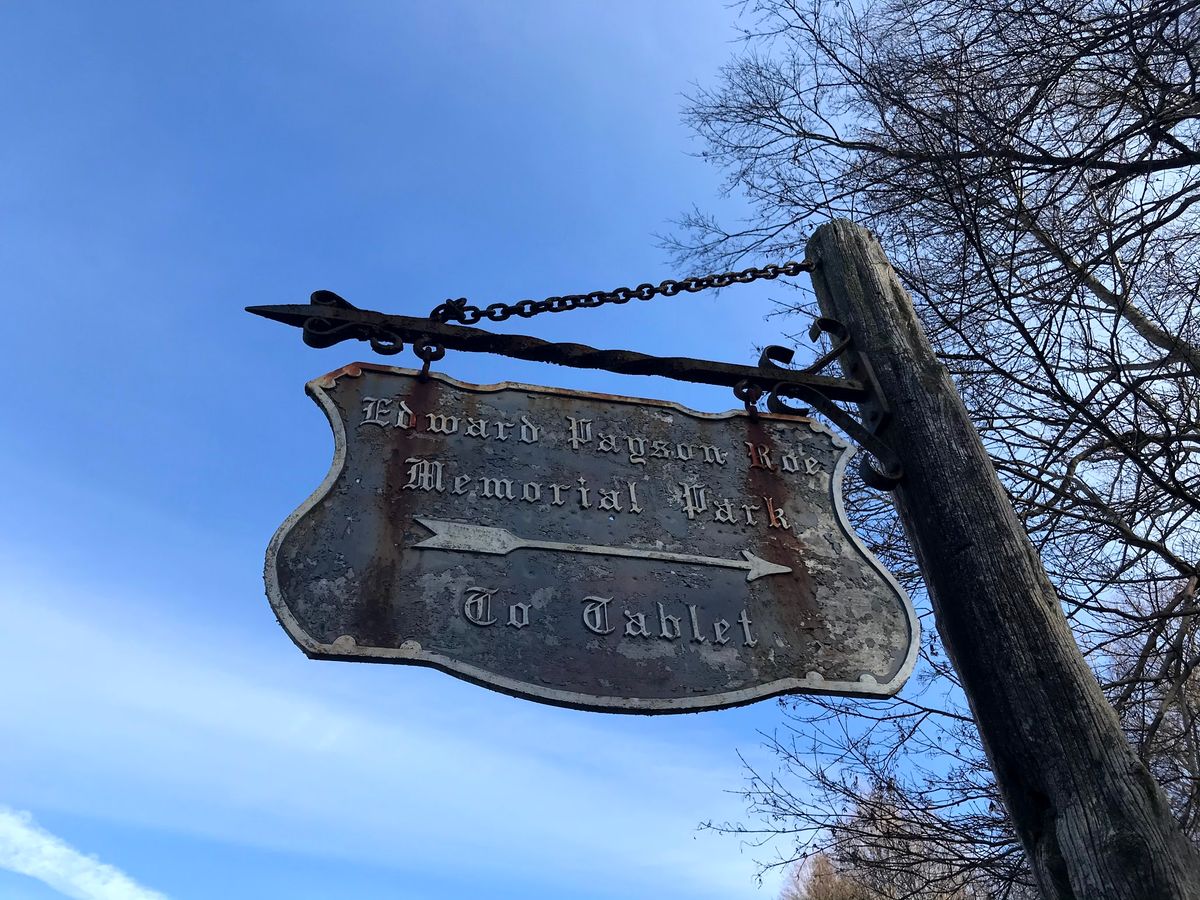 Edward Payson Roe
Memorial Park
To Tablet